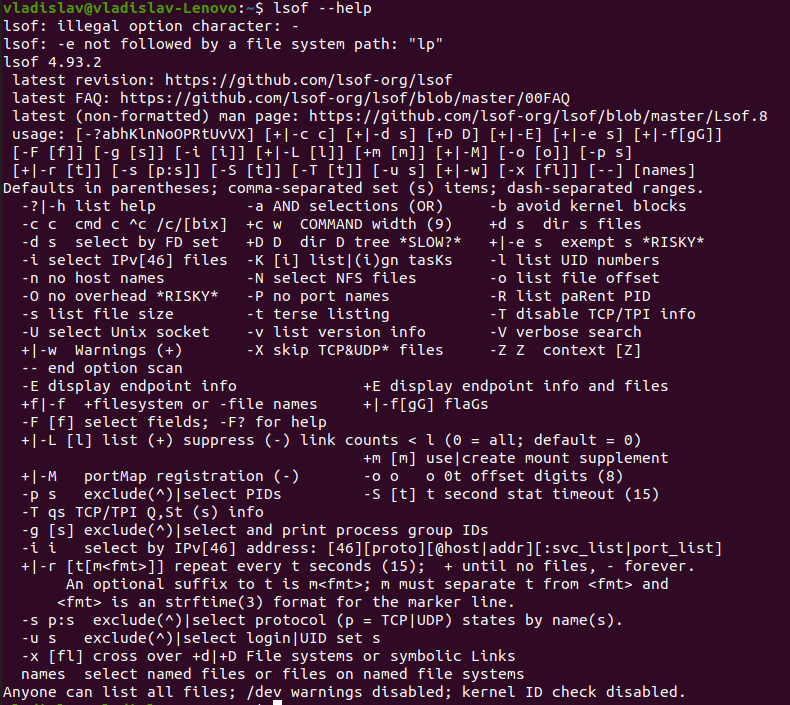 vladislav@vladislav-Lenovo:~$ lsof --help
lsof: illegal option character: -
lsof: -e not followed by a file system path: "lp"
lsof 4.93.2
 latest revision: https://github.com/lsof-org/lsof
 latest FAQ: https://github.com/lsof-org/lsof/blob/master/00FAQ
 latest (non-formatted) man page: https://github.com/lsof-org/lsof/blob/master/Lsof.8
 usage: [-?abhKlnNoOPRtUvVX] [+|-c c] [+|-d s] [+D D] [+|-E] [+|-e s] [+|-f[gG]]
 [-F [f]] [-g [s]] [-i [i]] [+|-L [l]] [+m [m]] [+|-M] [-o [o]] [-p s]
 [+|-r [t]] [-s [p:s]] [-S [t]] [-T [t]] [-u s] [+|-w] [-x [fl]] [--] [names]
Defaults in parentheses; comma-separated set (s) items; dash-separated ranges.
  -?|-h list help          -a AND selections (OR)     -b avoid kernel blocks
  -c c  cmd c ^c /c/[bix]  +c w  COMMAND width (9)    +d s  dir s files
  -d s  select by FD set   +D D  dir D tree *SLOW?*   +|-e s  exempt s *RISKY*
  -i select IPv[46] files  -K [i] list|(i)gn tasKs    -l list UID numbers
  -n no host names         -N select NFS files        -o list file offset
  -O no overhead *RISKY*   -P no port names           -R list paRent PID
  -s list file size        -t terse listing           -T disable TCP/TPI info
  -U select Unix socket    -v list version info       -V verbose search
  +|-w  Warnings (+)       -X skip TCP&UDP* files     -Z Z  context [Z]
  -- end option scan
  -E display endpoint info              +E display endpoint info and files
  +f|-f  +filesystem or -file names     +|-f[gG] flaGs
  -F [f] select fields; -F? for help
  +|-L [l] list (+) suppress (-) link counts < l (0 = all; default = 0)
                                        +m [m] use|create mount supplement
  +|-M   portMap registration (-)       -o o   o 0t offset digits (8)
  -p s   exclude(^)|select PIDs         -S [t] t second stat timeout (15)
  -T qs TCP/TPI Q,St (s) info
  -g [s] exclude(^)|select and print process group IDs
  -i i   select by IPv[46] address: [46][proto][@host|addr][:svc_list|port_list]
  +|-r [t[m<fmt>]] repeat every t seconds (15);  + until no files, - forever.
       An optional suffix to t is m<fmt>; m must separate t from <fmt> and
      <fmt> is an strftime(3) format for the marker line.
  -s p:s  exclude(^)|select protocol (p = TCP|UDP) states by name(s).
  -u s   exclude(^)|select login|UID set s
  -x [fl] cross over +d|+D File systems or symbolic Links
  names  select named files or files on named file systems
Anyone can list all files; /dev warnings disabled; kernel ID check disabled.